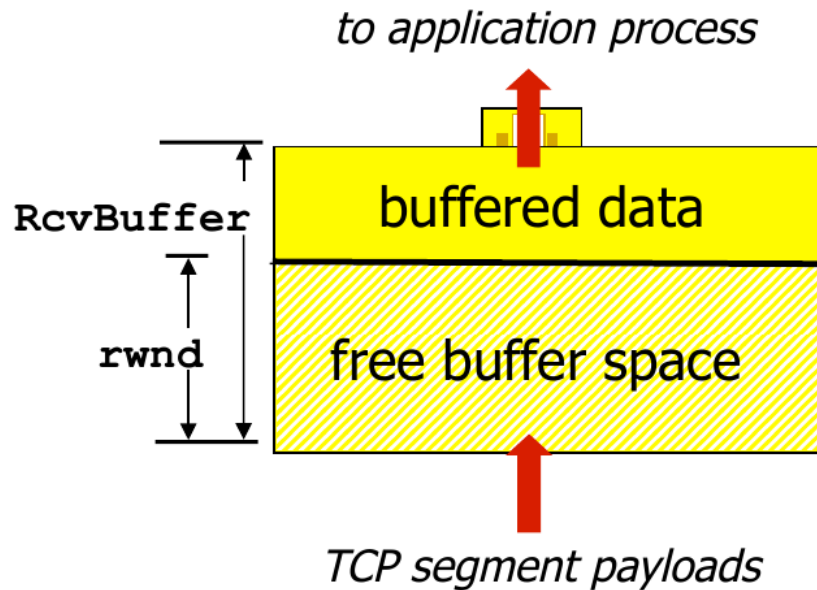 to application process
RcvBuffer
buffered data
rwnd
free buffer space
TCP segment payloads